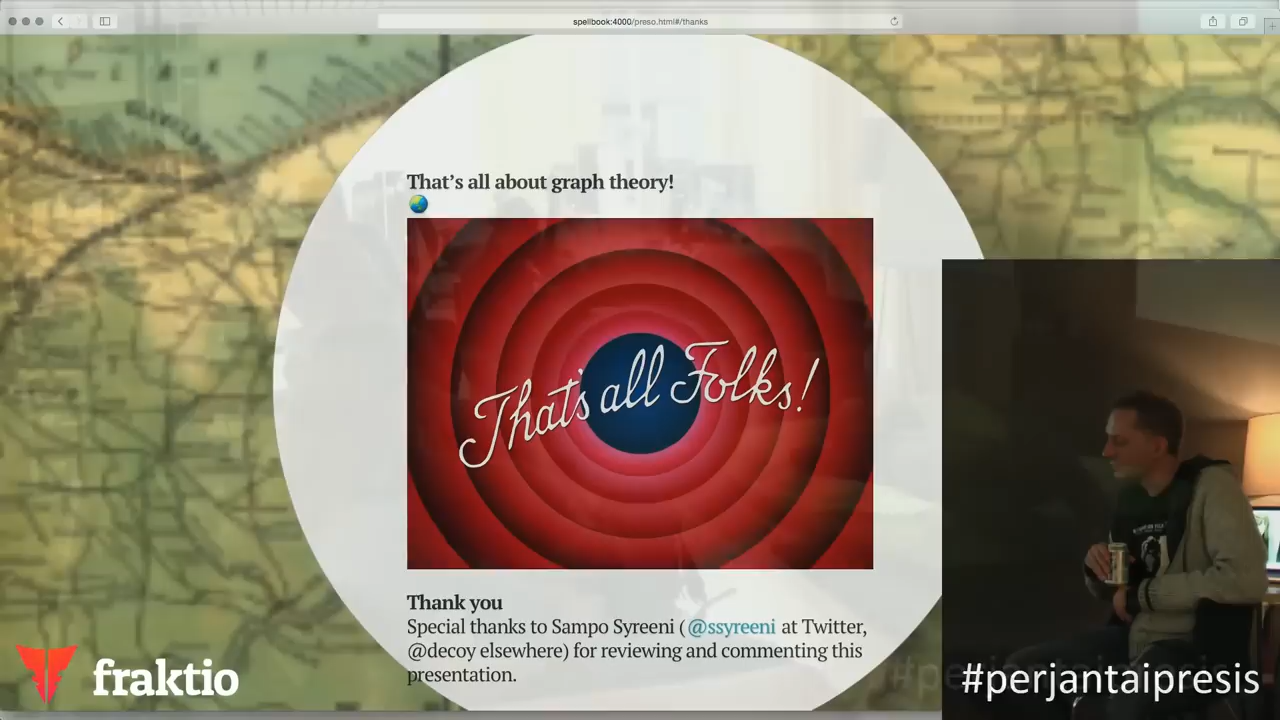 spellbook:4000/preso.html#/thanks
That's all about graph theory!
That's all Folks!
Thank you
Special thanks to Sampo Syreeni (@ssyreeni at Twitter,
@decoy elsewhere) for reviewing and commenting this
presentation.
fraktio
#perjantaipresis